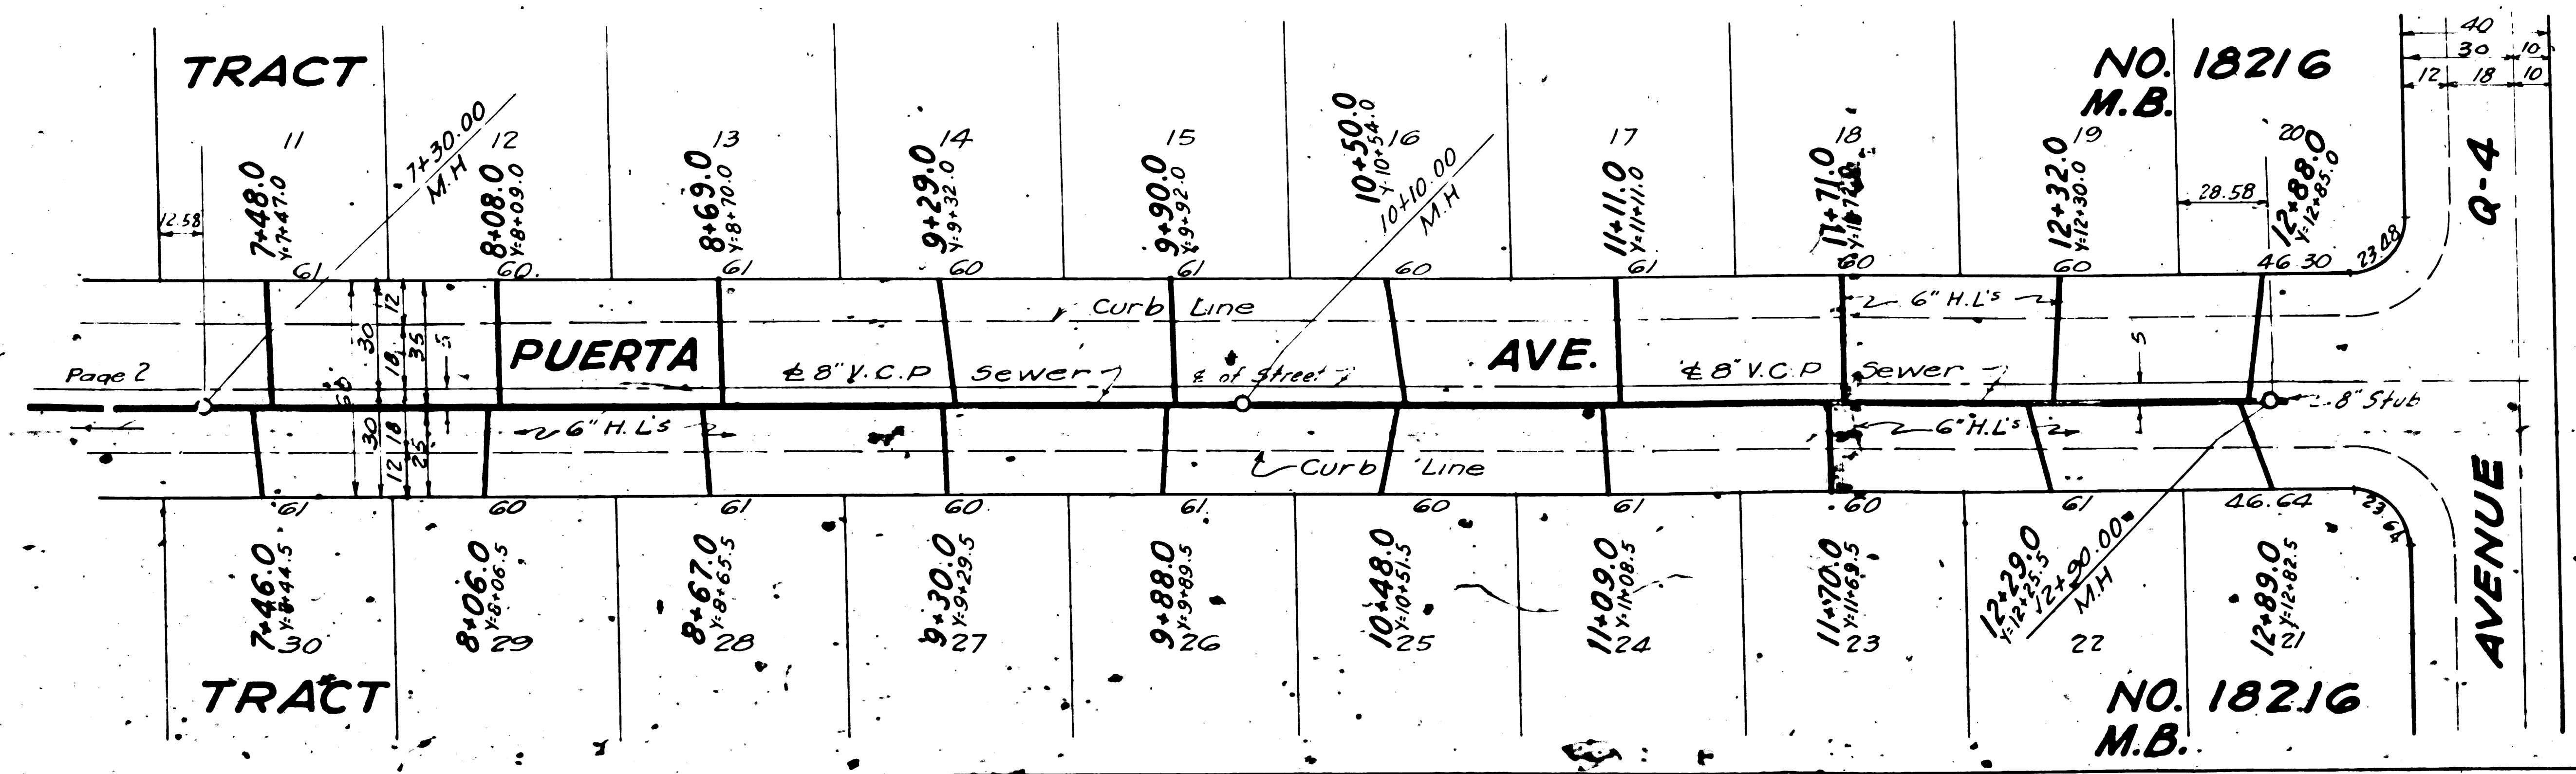 TRACT
NO. 18216
M.B.
40
30 10
12 18 10
11
12
13
14
15
16
17
18
19
20
7+30.00
M.H
10+10.00
M.H
7+48.0
Y=7+47.0
8+08.0
Y=8+09.0
8+69.0
Y=8+70.0
9+29.0
Y=9+32.0
9+90.0
Y=9+92.0
10+50.0
Y=10+54.0
11+11.0
Y=11+11.0
11+71.0
12+32.0
Y=12+30.0
12+88.0
Y=12+85.0
12.58
28.58
61
60
61
60
61
60
61
60
60
46.30
23.48
Q-4
AVENUE
Curb Line
6" H.L's
30
12
18
35
5
60
30
18
12
25
5
Page 2
PUERTA
AVE.
℄ 8" V.C.P Sewer
℄ of Street
℄ 8" V.C.P Sewer
8" Stub
6" H.L's
6" H.L's
Curb Line
61
60
61
60
61
60
61
60
61
46.64
23.64
7+46.0
30
8+06.0
Y=8+06.5
29
8+67.0
Y=8+65.5
28
9+30.0
Y=9+29.5
27
9+88.0
Y=9+89.5
26
10+48.0
Y=10+51.5
25
11+09.0
Y=11+08.5
24
11+70.0
Y=11+69.5
23
12+29.0
Y=12+25.5
12+90.00
M.H
22
12+89.0
Y=12+82.5
21
TRACT
NO. 18216
M.B.